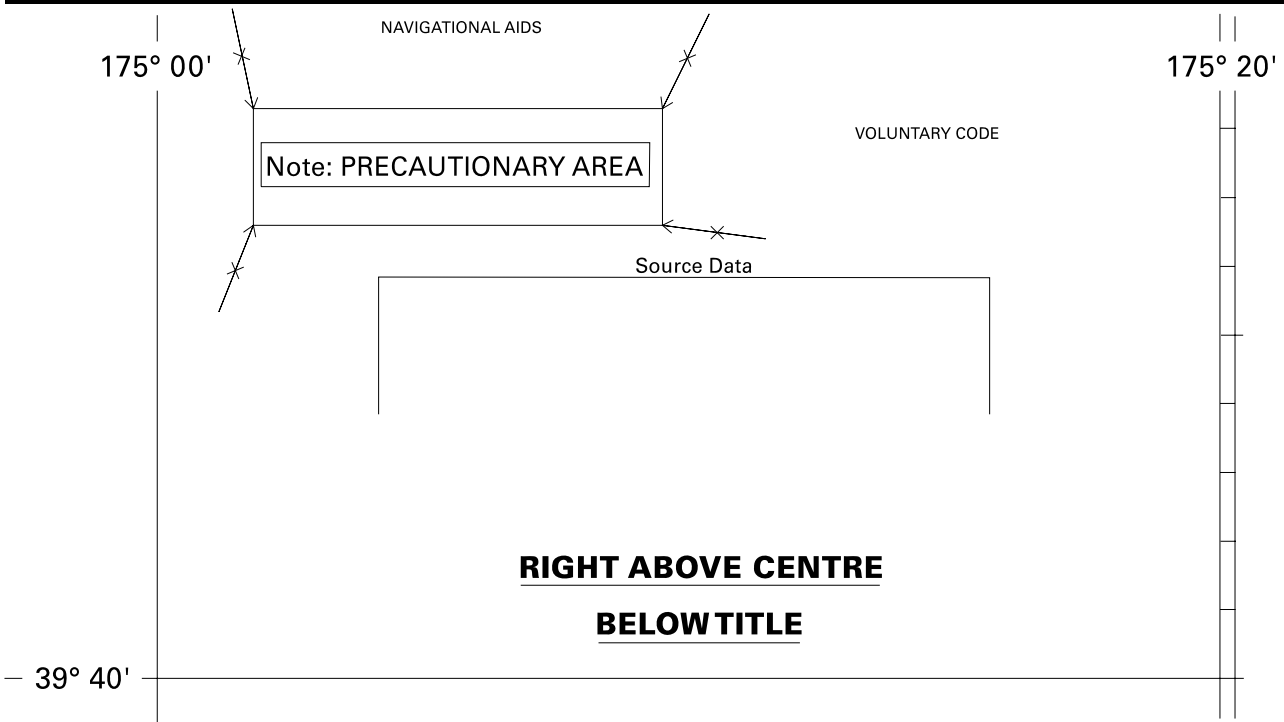 NAVIGATIONAL AIDS
175° 00'
175° 20'
VOLUNTARY CODE
Note: PRECAUTIONARY AREA
Source Data
RIGHT ABOVE CENTRE
BELOW TITLE
39° 40'